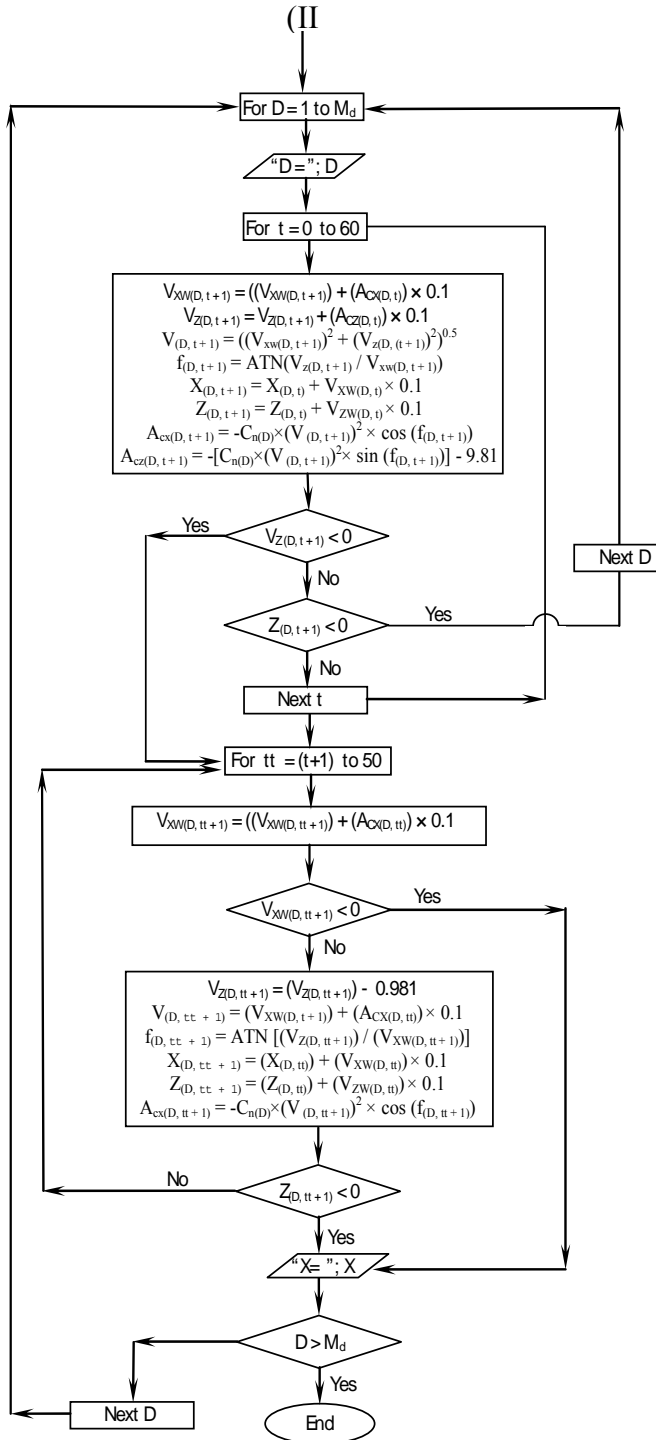 (II
For D = 1 to M_d
“D =”; D
For t = 0 to 60
V_XW(D, t + 1) = ((V_XW(D, t+1)) + (A_CX(D, t)) × 0.1
V_Z(D, t + 1) = V_Z(D, t+1) + (A_CZ(D, t)) × 0.1
V_(D, t + 1) = ((V_xw(D, t + 1))^2 + (V_z(D, (t + 1))^2)^0.5
f_(D, t + 1) = ATN(V_z(D, t + 1) / V_xw(D, t + 1))
X_(D, t + 1) = X_(D, t) + V_XW(D, t) × 0.1
Z_(D, t + 1) = Z_(D, t) + V_ZW(D, t) × 0.1
A_cx(D, t + 1) = -C_n(D)×(V_(D, t + 1))^2 × cos (f_(D, t + 1))
A_cz(D, t + 1) = -[C_n(D)×(V_(D, t + 1))^2× sin (f_(D, t + 1))] - 9.81
Yes
V_Z(D, t + 1) < 0
Next D
No
Yes
Z_(D, t + 1) < 0
No
Next t
For tt = (t+1) to 50
V_XW(D, tt + 1) = ((V_XW(D, tt+1)) + (A_CX(D, tt)) × 0.1
Yes
V_XW(D, tt + 1) < 0
No
V_Z(D, tt + 1) = (V_Z(D, tt+1)) - 0.981
V_(D, tt + 1) = (V_XW(D, t + 1)) + (A_CX(D, tt)) × 0.1
f_(D, tt + 1) = ATN [(V_Z(D, tt+1)) / (V_XW(D, tt+1))]
X_(D, tt + 1) = (X_(D, tt)) + (V_XW(D, tt)) × 0.1
Z_(D, tt + 1) = (Z_(D, tt)) + (V_ZW(D, tt)) × 0.1
A_cx(D, tt + 1) = -C_n(D)×(V_(D, tt + 1))^2 × cos (f_(D, tt + 1))
No
Z_(D, tt + 1) < 0
Yes
“X= ”; X
D > M_d
Yes
Next D
End